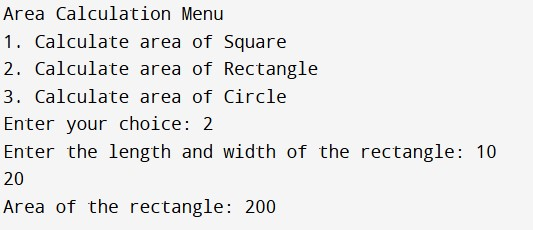 Area Calculation Menu
1. Calculate area of Square
2. Calculate area of Rectangle
3. Calculate area of Circle
Enter your choice: 2
Enter the length and width of the rectangle: 10
20
Area of the rectangle: 200